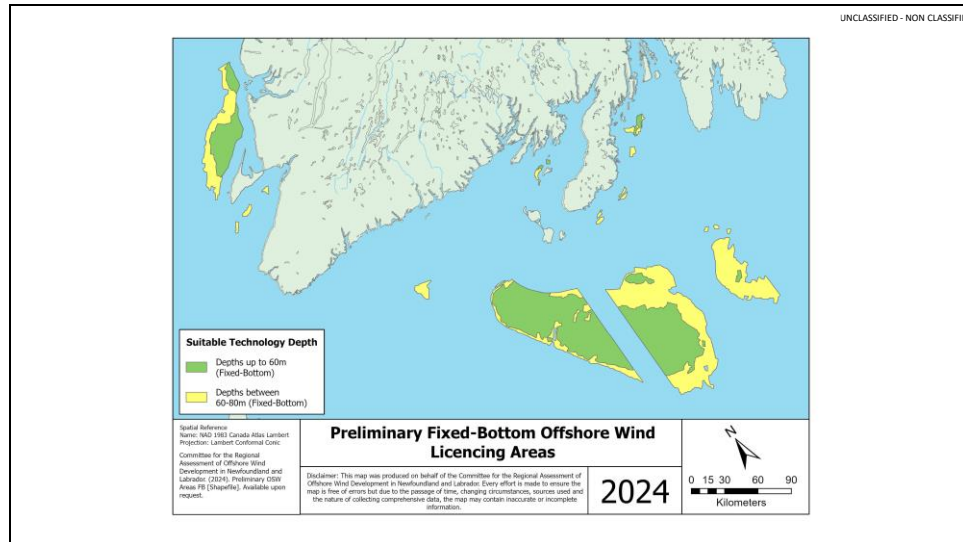 UNCLASSIFIED - NON CLASSIFI
Suitable Technology Depth
Depths up to 60m
(Fixed-Bottom)
Depths between
60-80m (Fixed-Bottom)
Spatial Reference
Name: NAD 1983 Canada Atlas Lambert
Projection: Lambert Conformal Conic
Committee for the Regional
Assessment of Offshore Wind
Development in Newfoundland and
Labrador. (2024). Preliminary OSW
Areas FB [Shapefile]. Available upon
request.
Preliminary Fixed-Bottom Offshore Wind
Licencing Areas
Disclaimer: This map was produced on behalf of the Committee for the Regional Assessment of
Offshore Wind Development in Newfoundland and Labrador. Every effort is made to ensure the
map is free of errors but due to the passage of time, changing circumstances, sources used and
the nature of collecting comprehensive data, the map may contain inaccurate or incomplete
information.
2024
N
0 15 30 60 90
Kilometers